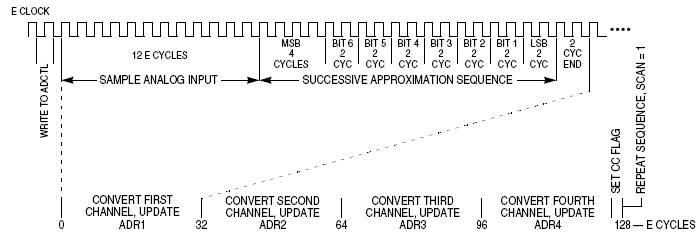 E CLOCK
12 E CYCLES
MSB
4
CYCLES
BIT 6
2
CYC
BIT 5
2
CYC
BIT 4
2
CYC
BIT 3
2
CYC
BIT 2
2
CYC
BIT 1
2
CYC
LSB
2
CYC
2
CYC
END
WRITE TO ADCTL
SAMPLE ANALOG INPUT
SUCCESSIVE APPROXIMATION SEQUENCE
SET CC FLAG
REPEAT SEQUENCE, SCAN = 1
CONVERT FIRST
CHANNEL, UPDATE
ADR1
CONVERT SECOND
CHANNEL, UPDATE
ADR2
CONVERT THIRD
CHANNEL, UPDATE
ADR3
CONVERT FOURTH
CHANNEL, UPDATE
ADR4
0
32
64
96
128 — E CYCLES